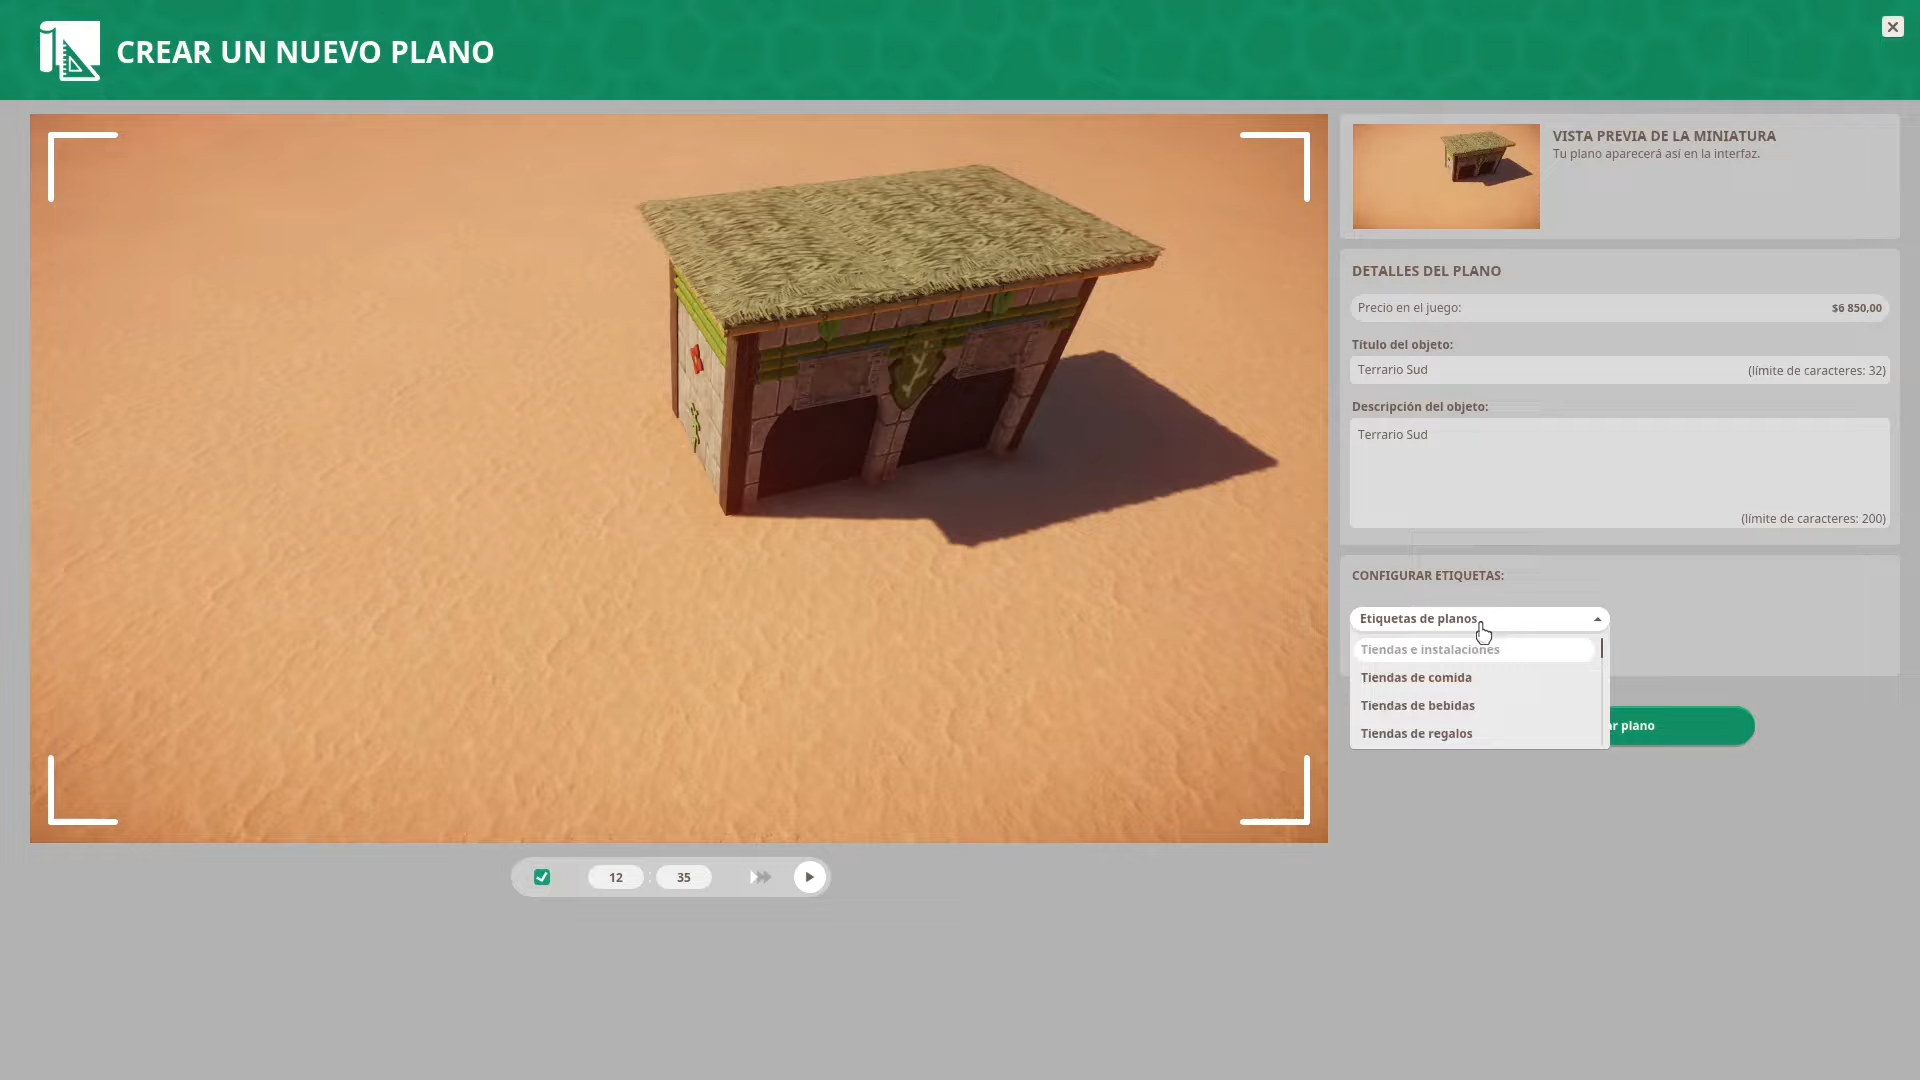 CREAR UN NUEVO PLANO
VISTA PREVIA DE LA MINIATURA
Tu plano aparecerá así en la interfaz.
DETALLES DEL PLANO
Precio en el juego: $6 850,00
Título del objeto:
Terrario Sud (límite de caracteres: 32)
Descripción del objeto:
Terrario Sud
(límite de caracteres: 200)
CONFIGURAR ETIQUETAS:
Etiquetas de planos
Tiendas e instalaciones
Tiendas de comida
Tiendas de bebidas
Tiendas de regalos
plano
12 : 35